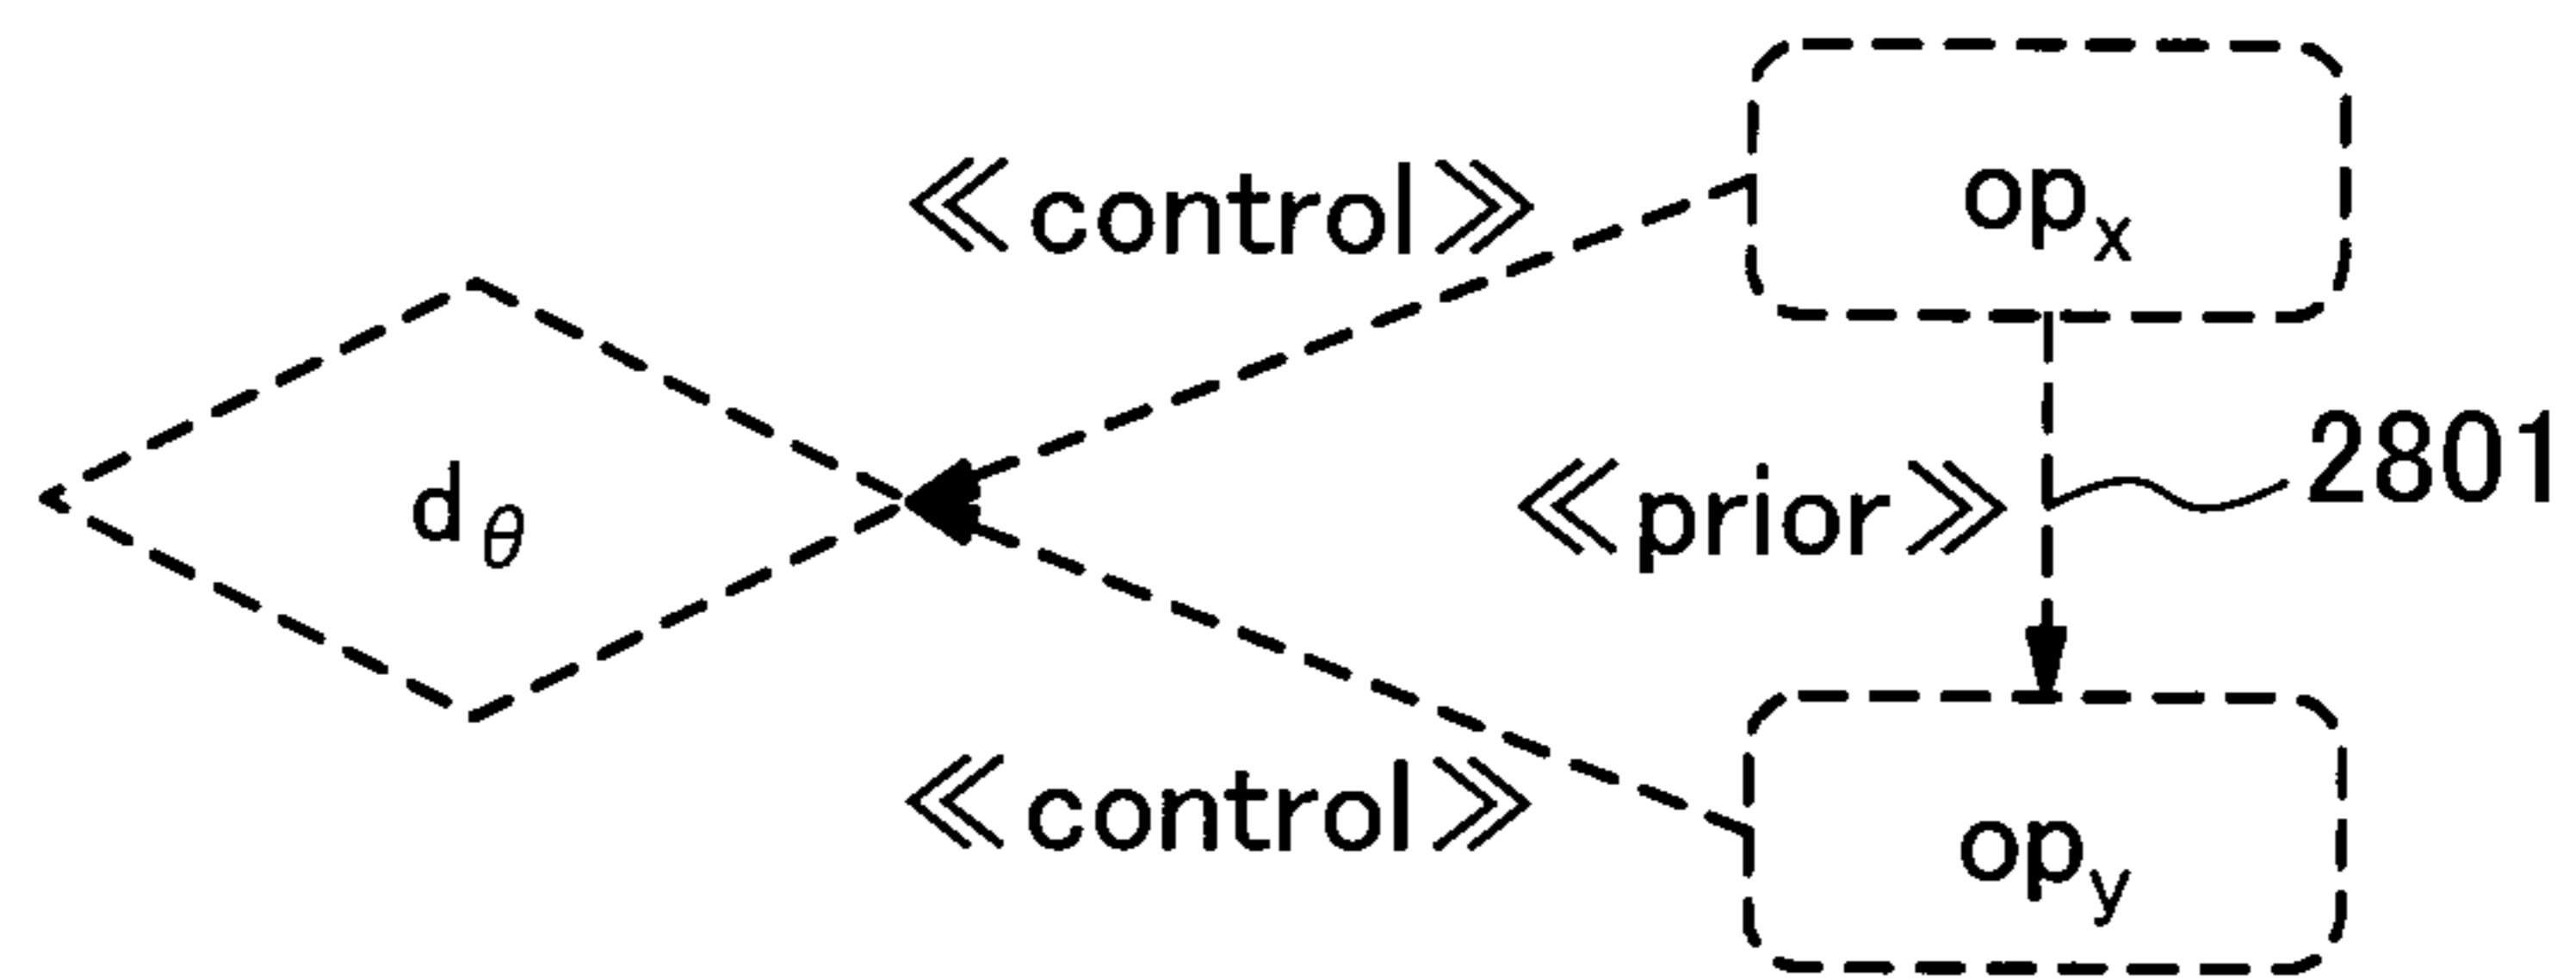 ≪control≫
op_x
d_θ
≪prior≫
2801
≪control≫
op_y